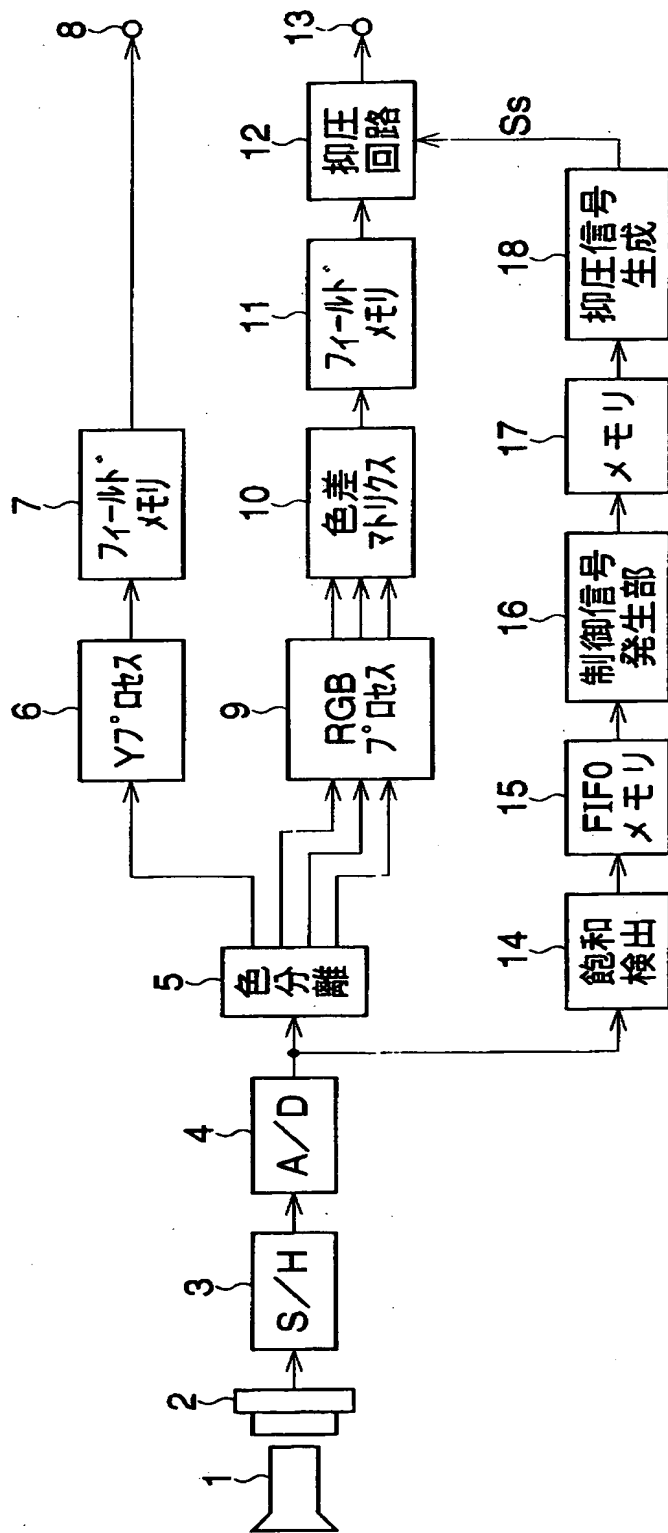 1
2
3
S/H
4
A/D
5
色分離
6
Yプロセス
7
フィールド
メモリ
8
9
RGB
プロセス
10
色差
マトリクス
11
フィールド
メモリ
12
抑圧
回路
13
Ss
14
飽和
検出
15
FIFO
メモリ
16
制御信号
発生部
17
メモリ
18
抑圧信号
生成